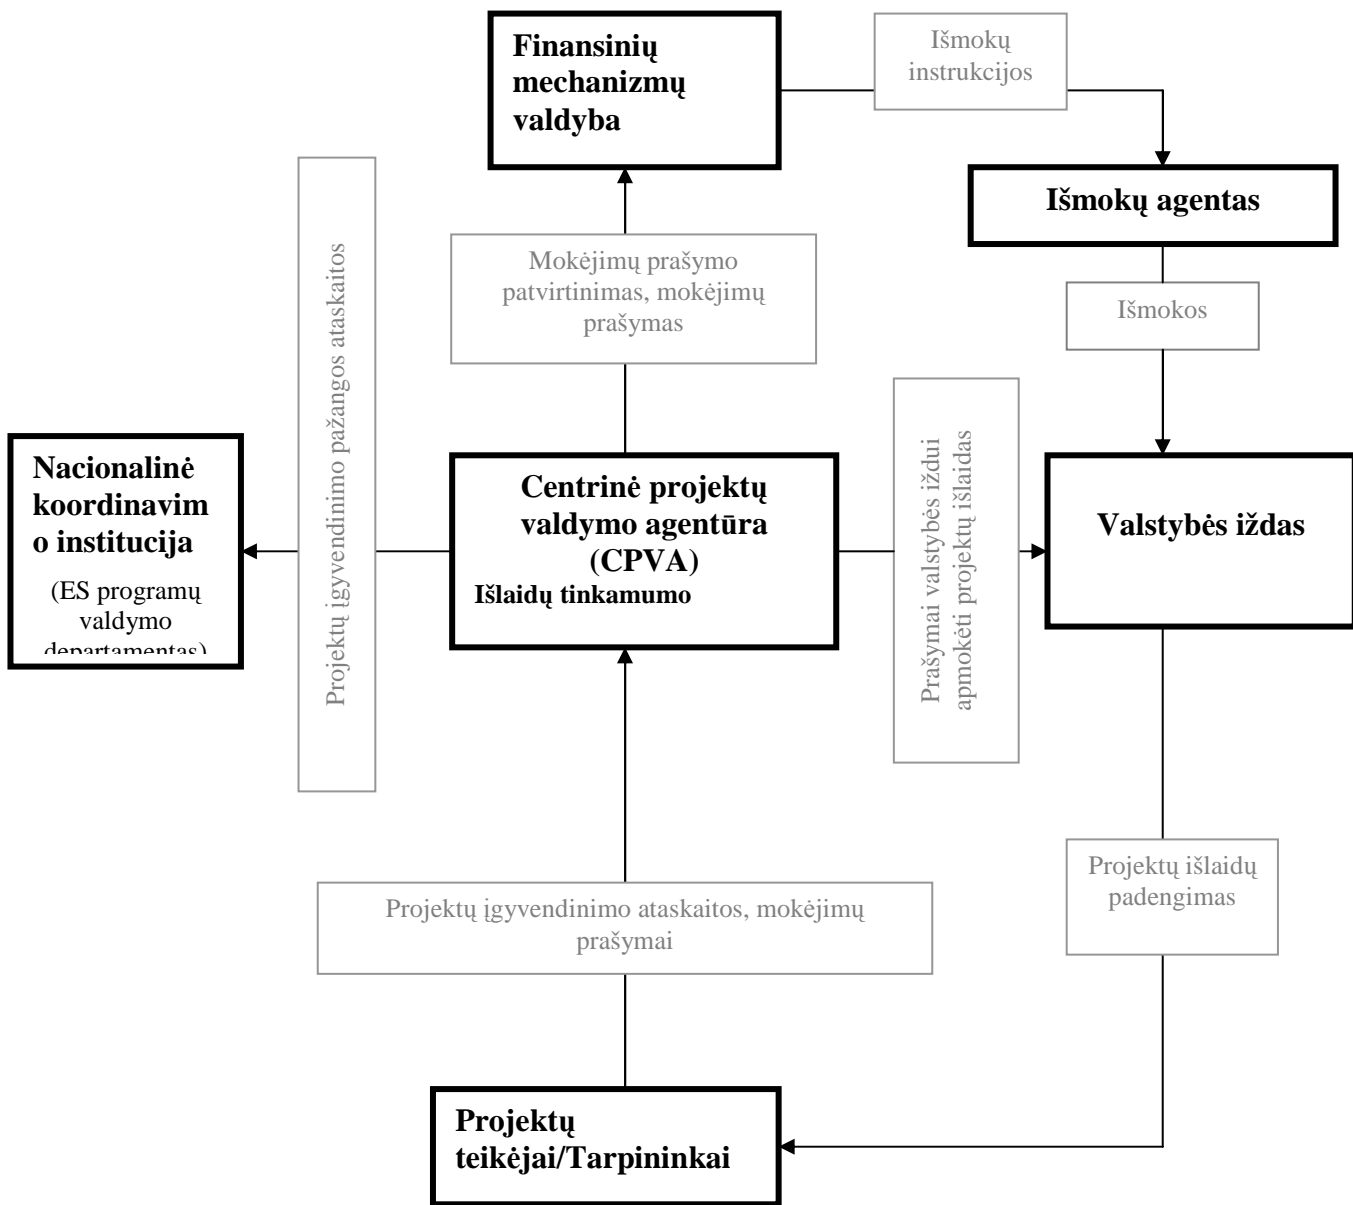 Finansinių
mechanizmų
valdyba
Išmokų
instrukcijos
Išmokų agentas
Mokėjimų prašymo
patvirtinimas, mokėjimų
prašymas
Išmokos
Projektų įgyvendinimo pažangos ataskaitos
Nacionalinė
koordinavim
o institucija
(ES programų
valdymo
departamentas)
Centrinė projektų
valdymo agentūra
(CPVA)
Išlaidų tinkamumo
Prašymai valstybės iždui
apmokėti projektų išlaidas
Valstybės iždas
Projektų išlaidų
padengimas
Projektų įgyvendinimo ataskaitos, mokėjimų
prašymai
Projektų
teikėjai/Tarpininkai